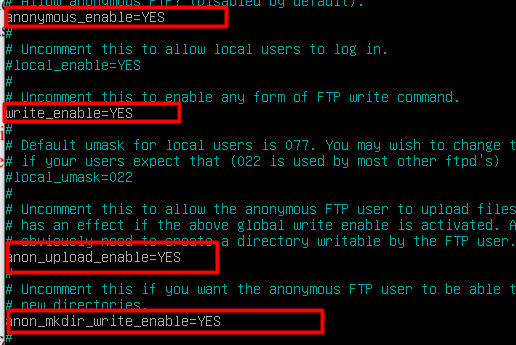 # Allow anonymous FTP? (Disabled by default).
anonymous_enable=YES
#
# Uncomment this to allow local users to log in.
#local_enable=YES
#
# Uncomment this to enable any form of FTP write command.
write_enable=YES
#
# Default umask for local users is 077. You may wish to change t
# if your users expect that (022 is used by most other ftpd's)
#local_umask=022
#
# Uncomment this to allow the anonymous FTP user to upload files
# has an effect if the above global write enable is activated. A
# obviously need to create a directory writable by the FTP user.
anon_upload_enable=YES
#
# Uncomment this if you want the anonymous FTP user to be able t
# new directories.
anon_mkdir_write_enable=YES
#